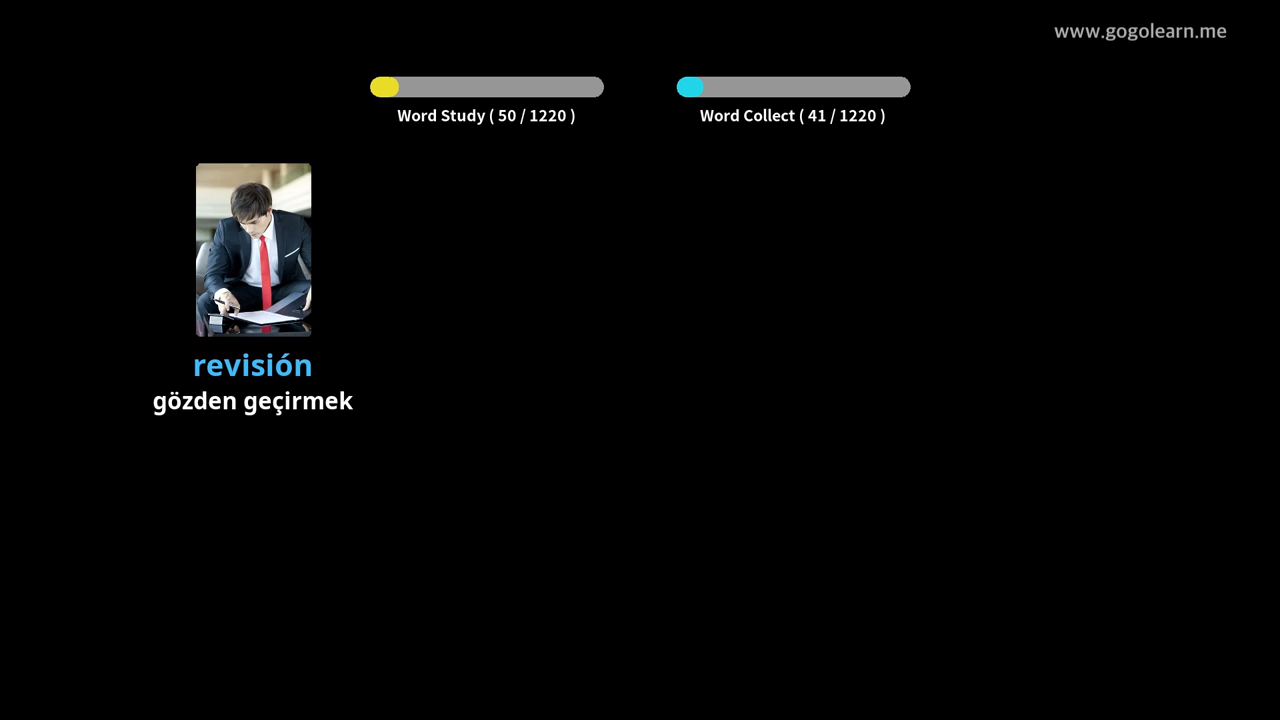 www.gogolearn.me
Word Study ( 50 / 1220 )
Word Collect ( 41 / 1220 )
revisión
gözden geçirmek